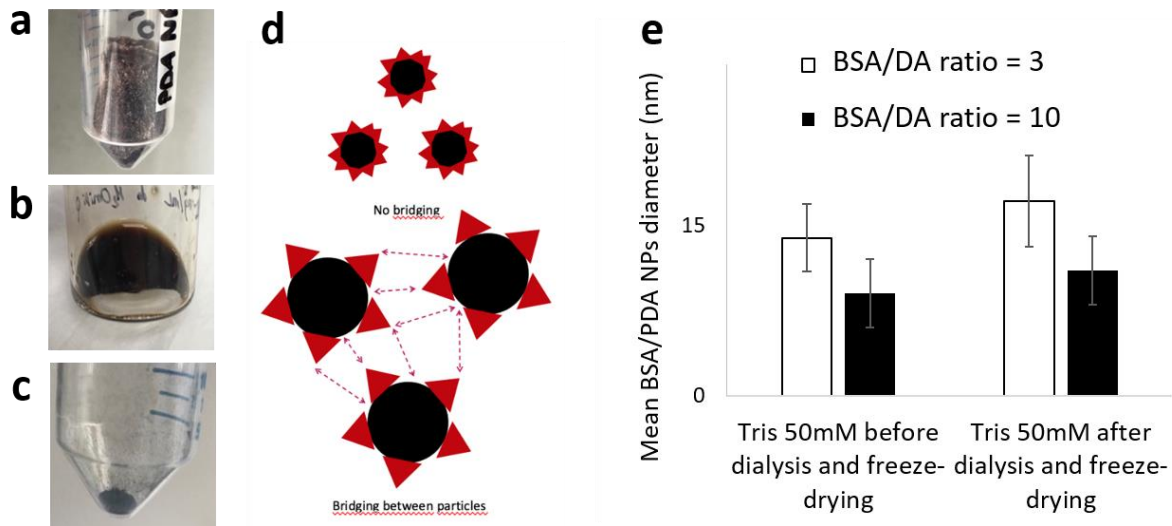 a
PDA
b
c
d
No bridging
Bridging between particles
e
BSA/DA ratio = 3
BSA/DA ratio = 10
Mean BSA/PDA NPs diameter (nm)
15
0
Tris 50mM before
dialysis and freeze-
drying
Tris 50mM after
dialysis and freeze-
drying